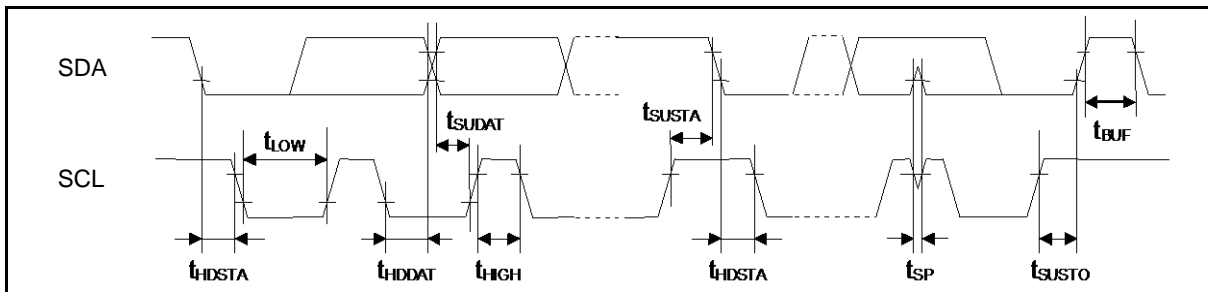 SDA
tSUDAT
tSUSTA
tBUF
tLOW
SCL
tHDSTA
tHDDAT
tHIGH
tHDSTA
tSP
tSUSTO